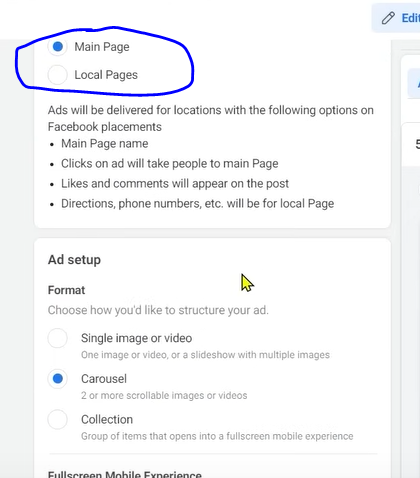 Edit
Main Page
Local Pages
Ads will be delivered for locations with the following options on
Facebook placements
• Main Page name
• Clicks on ad will take people to main Page
• Likes and comments will appear on the post
• Directions, phone numbers, etc. will be for local Page
Ad setup
Format
Choose how you'd like to structure your ad.
Single image or video
One image or video, or a slideshow with multiple images
Carousel
2 or more scrollable images or videos
Collection
Group of items that opens into a fullscreen mobile experience
Fullscreen Mobile Experience